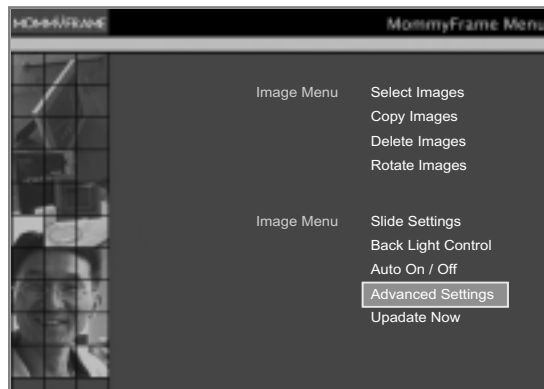 MOMMYFRAME
MommyFrame Menu
Image Menu Select Images
Copy Images
Delete Images
Rotate Images
Image Menu Slide Settings
Back Light Control
Auto On / Off
Advanced Settings
Upadate Now